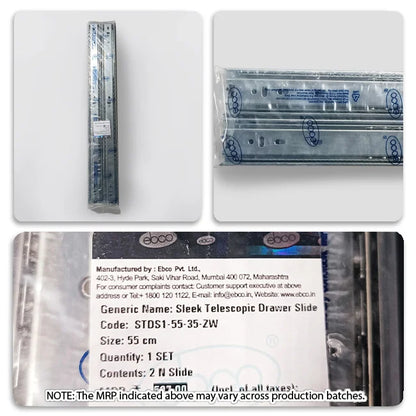 ebco
ebco
ebco
ebco
Manufactured by : Ebco Pvt. Ltd.,
402-3, Hyde Park, Saki Vihar Road, Mumbai 400 072, Maharashtra
For consumer complaints contact: Customer support executive at above
address or Tel:+ 1800 120 1122, E-mail: info@ebco.in, Website: www.ebco.in
Generic Name: Sleek Telescopic Drawer Slide
Code: STDS1-55-35-ZW
Size: 55 cm
Quantity: 1 SET
Contents: 2 N Slide
(Incl. of all taxes):
NOTE: The MRP indicated above may vary across production batches.